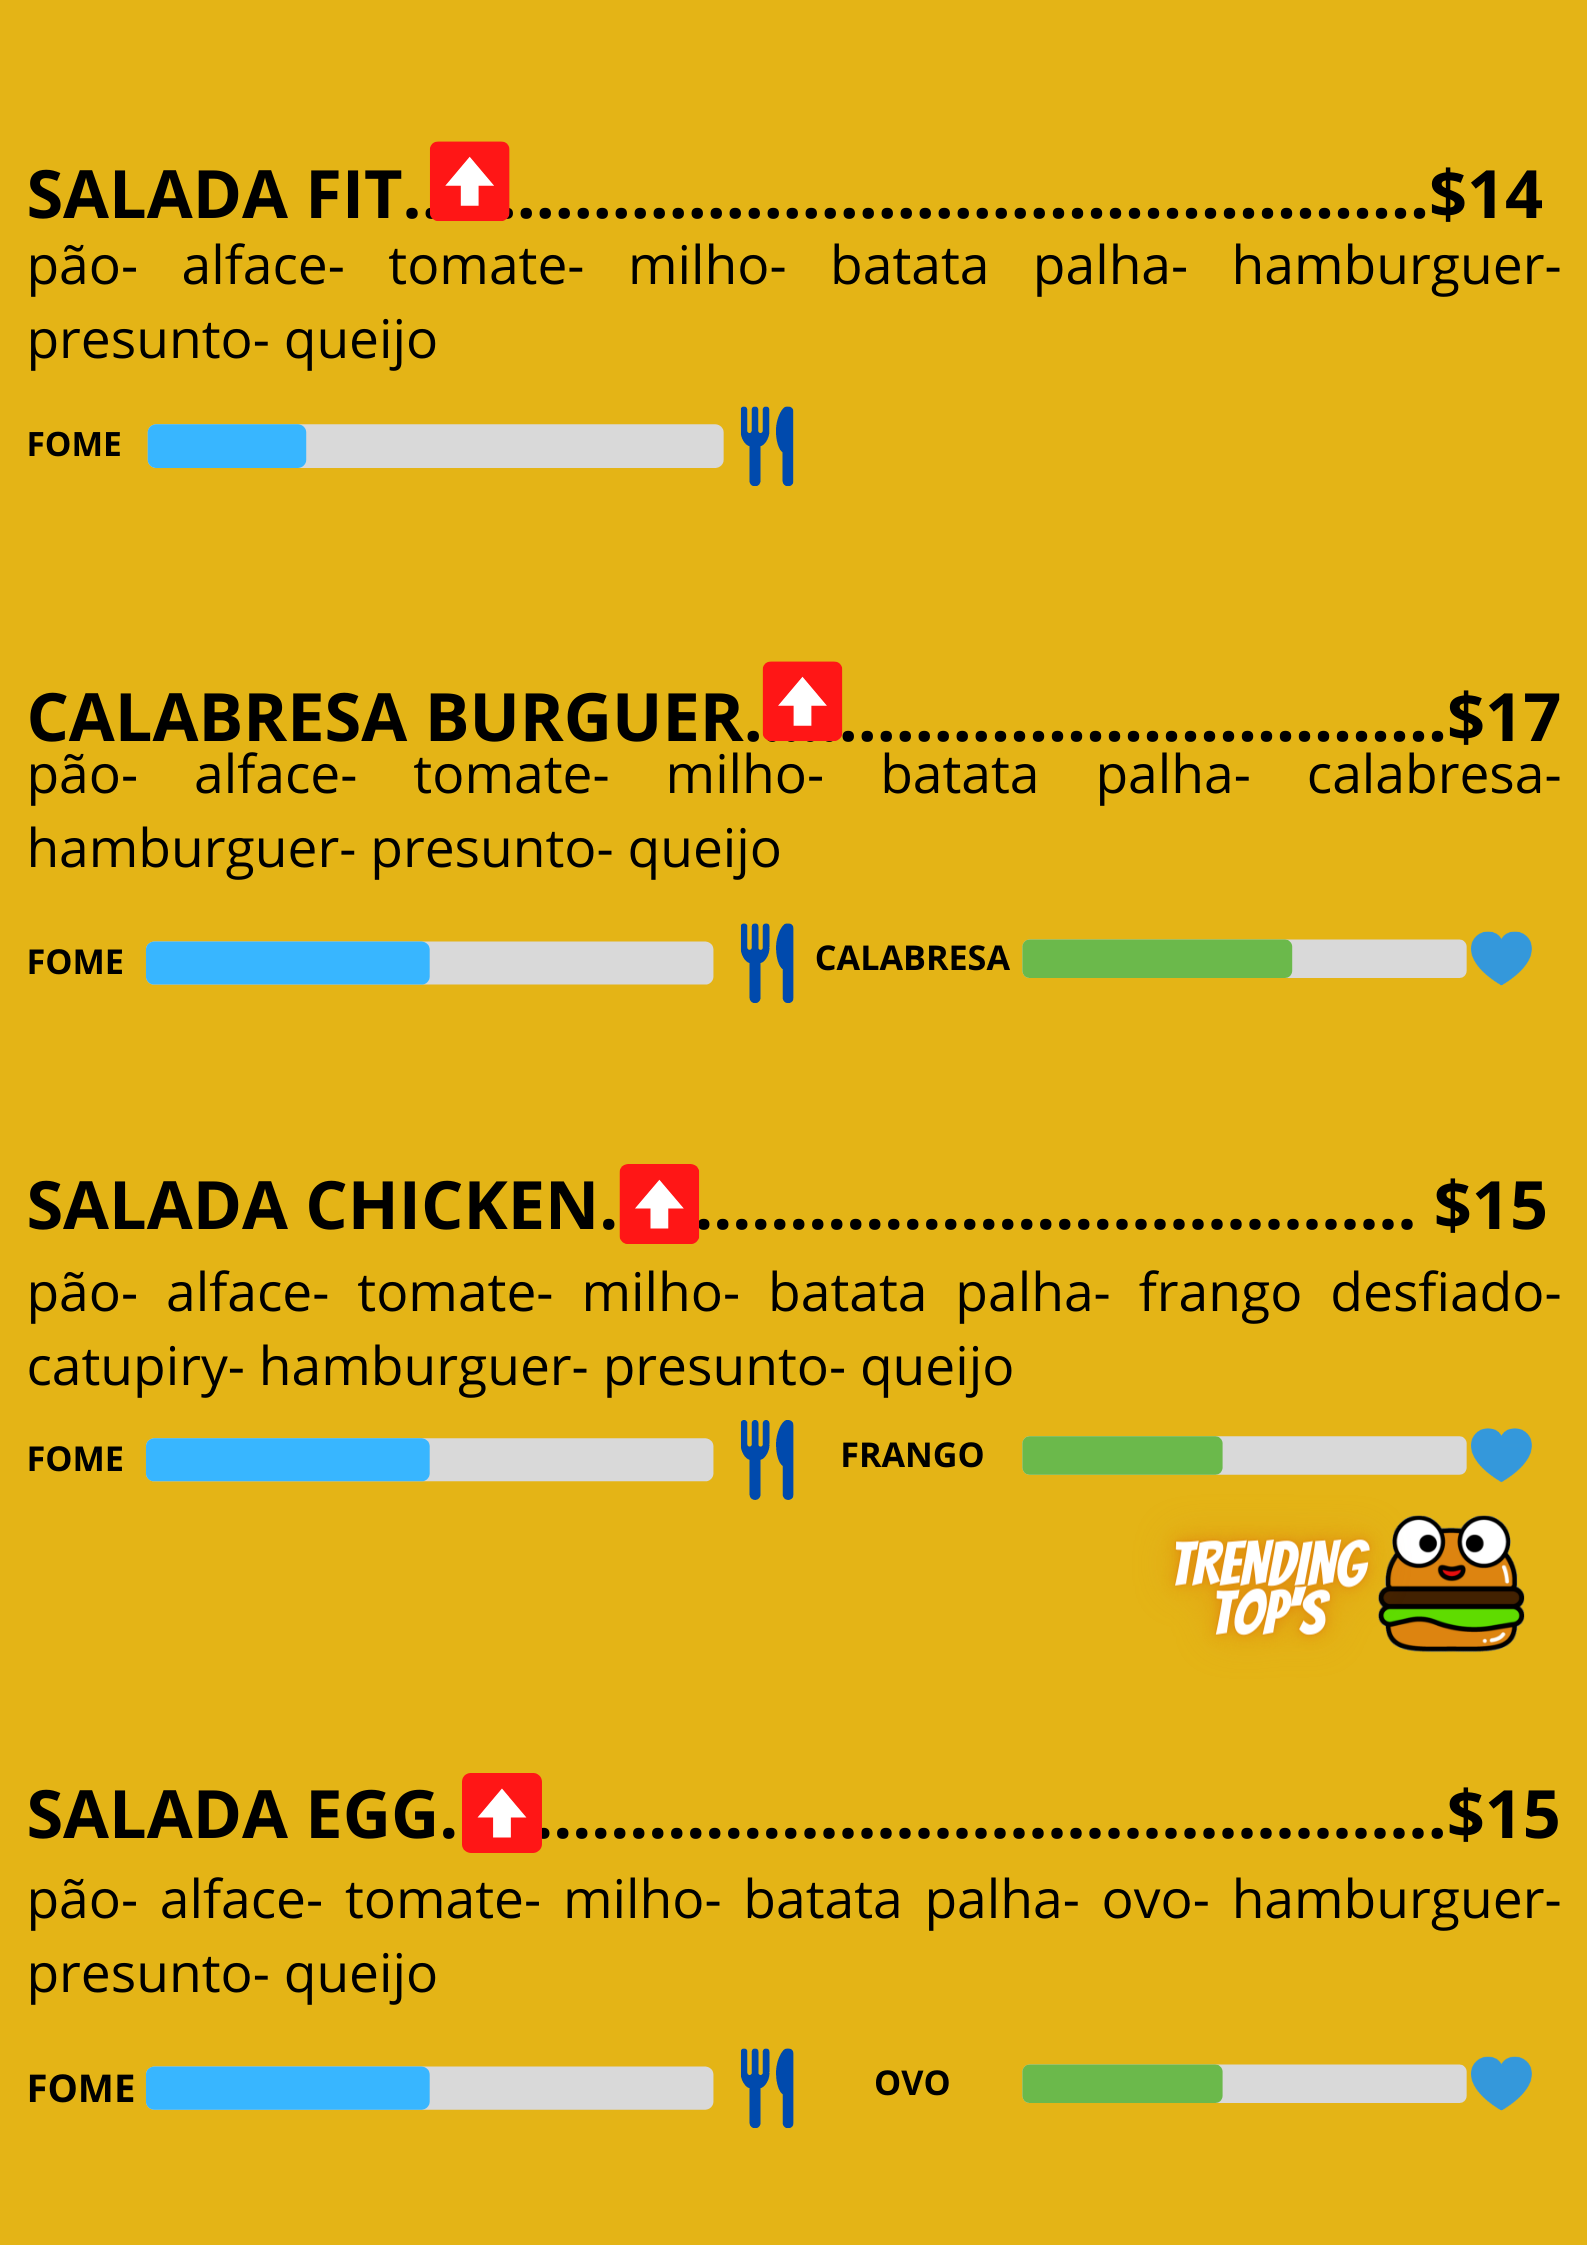 SALADA FIT...............................................................$14
pão- alface- tomate- milho- batata palha- hamburguer-
presunto- queijo
FOME
CALABRESA BURGUER.....................................$17
pão- alface- tomate- milho- batata palha- calabresa-
hamburguer- presunto- queijo
FOME
CALABRESA
SALADA CHICKEN........................................... $15
pão- alface- tomate- milho- batata palha- frango desfiado-
catupiry- hamburguer- presunto- queijo
FOME
FRANGO
TRENDING
TOP'S
SALADA EGG.....................................................$15
pão- alface- tomate- milho- batata palha- ovo- hamburguer-
presunto- queijo
FOME
OVO